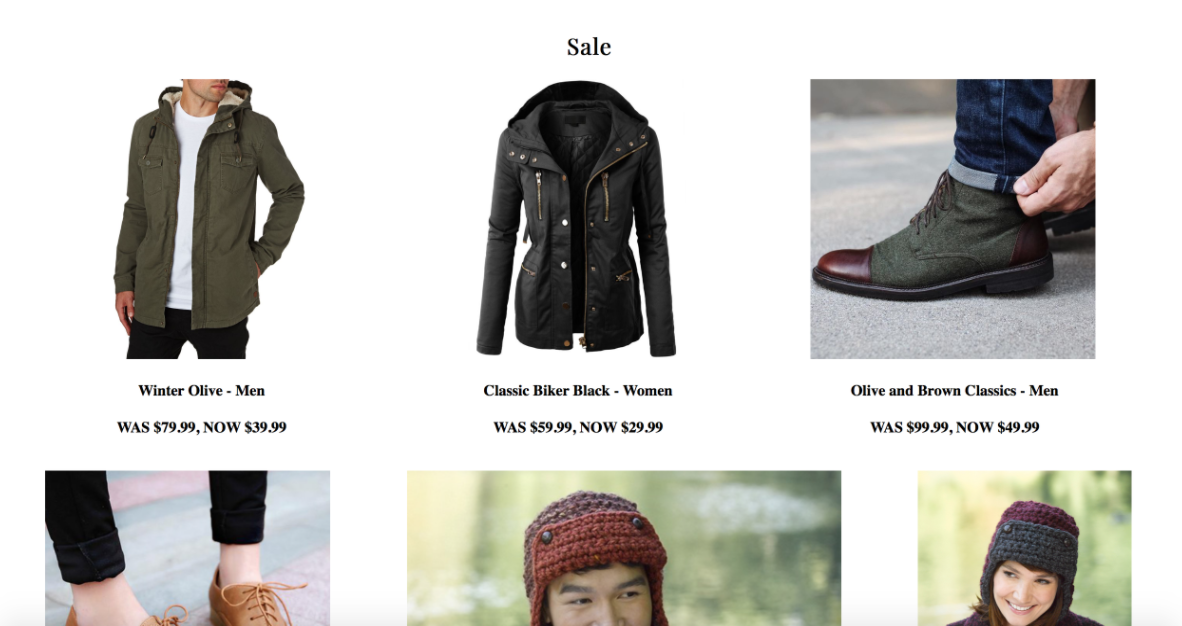 Sale
Winter Olive - Men
Classic Biker Black - Women
Olive and Brown Classics - Men
WAS $79.99, NOW $39.99
WAS $59.99, NOW $29.99
WAS $99.99, NOW $49.99